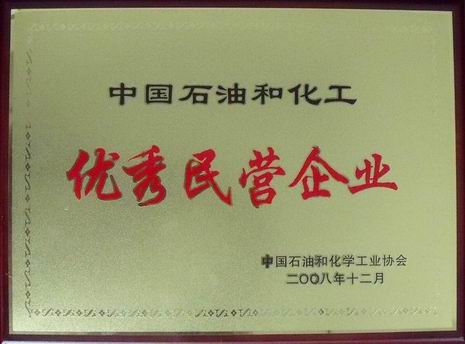 中国石油和化工
优秀民营企业
中国石油和化学工业协会
二〇〇八年十二月